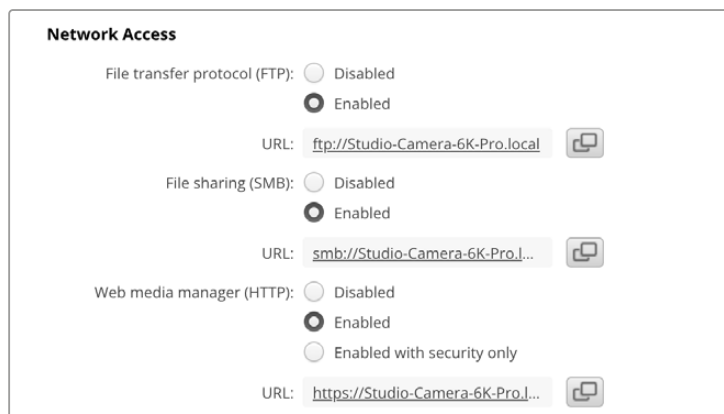 Network Access
File transfer protocol (FTP): Disabled
Enabled
URL: ftp://Studio-Camera-6K-Pro.local
File sharing (SMB): Disabled
Enabled
URL: smb://Studio-Camera-6K-Pro.l...
Web media manager (HTTP): Disabled
Enabled
Enabled with security only
URL: https://Studio-Camera-6K-Pro.l...